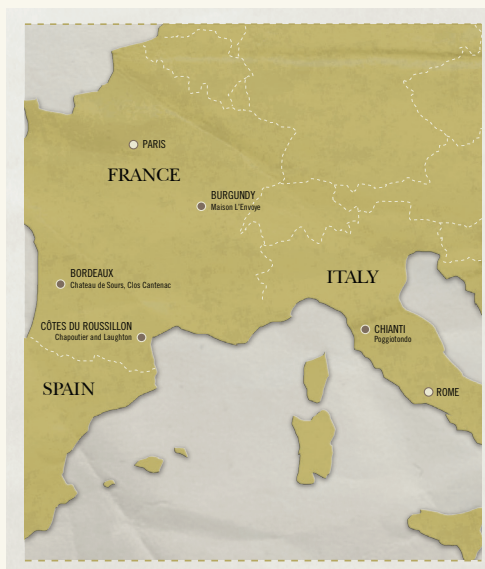 PARIS
FRANCE
BURGUNDY
Maison L'Envoye
BORDEAUX
Chateau de Sours, Clos Cantenac
ITALY
CÔTES DU ROUSSILLON
Chapoutier and Laughton
CHIANTI
Poggiotondo
SPAIN
ROME